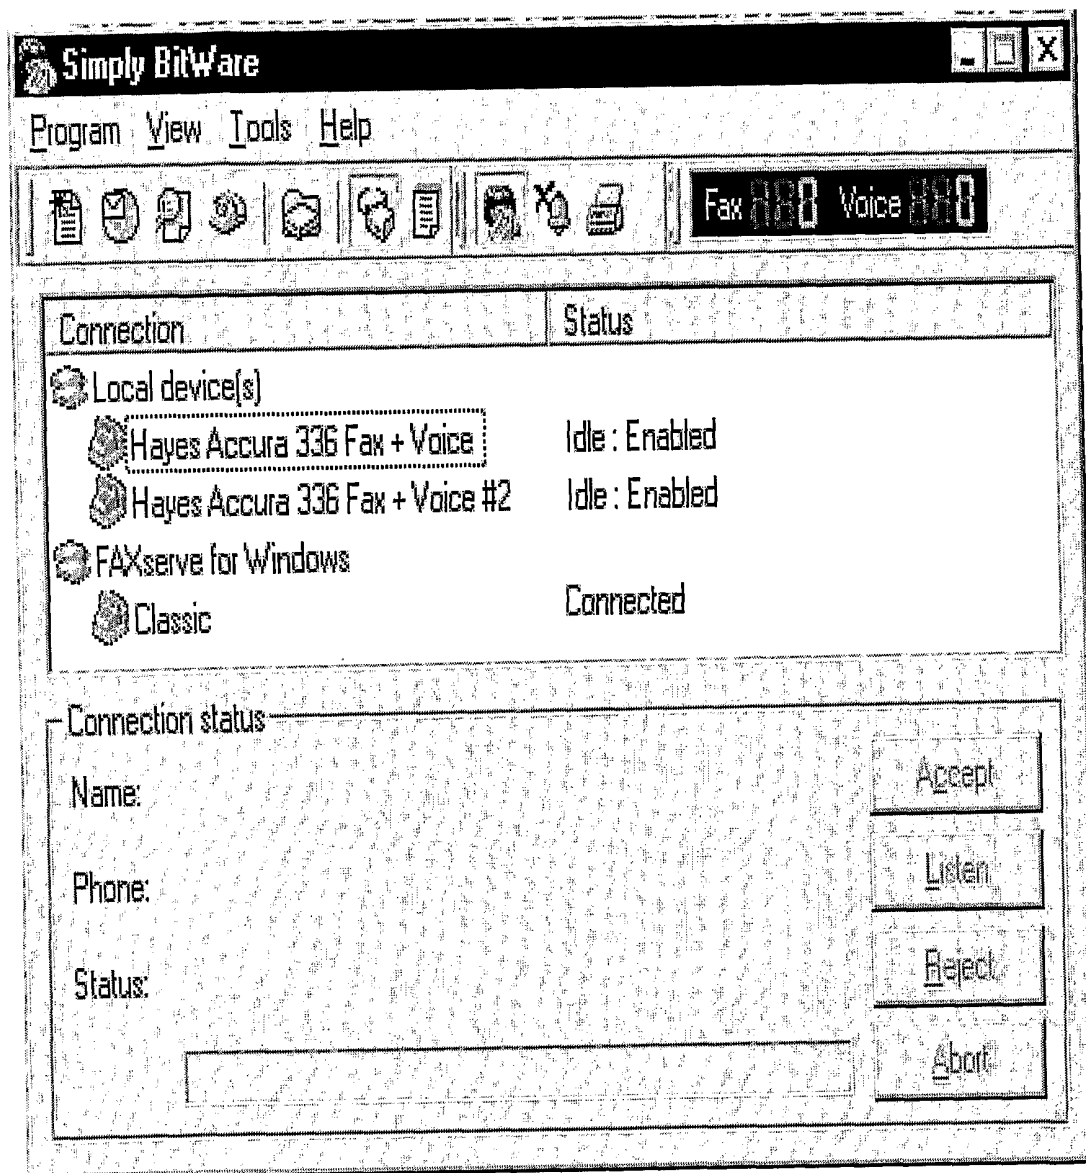 Simply BitWare
Program View Tools Help
Fax 0 Voice 0
Connection Status
Local device(s)
Hayes Accura 336 Fax + Voice Idle : Enabled
Hayes Accura 336 Fax + Voice #2 Idle : Enabled
FAXserve for Windows
Classic Connected
Connection status
Name:
Accept
Phone:
Listen
Status:
Reject
Abort